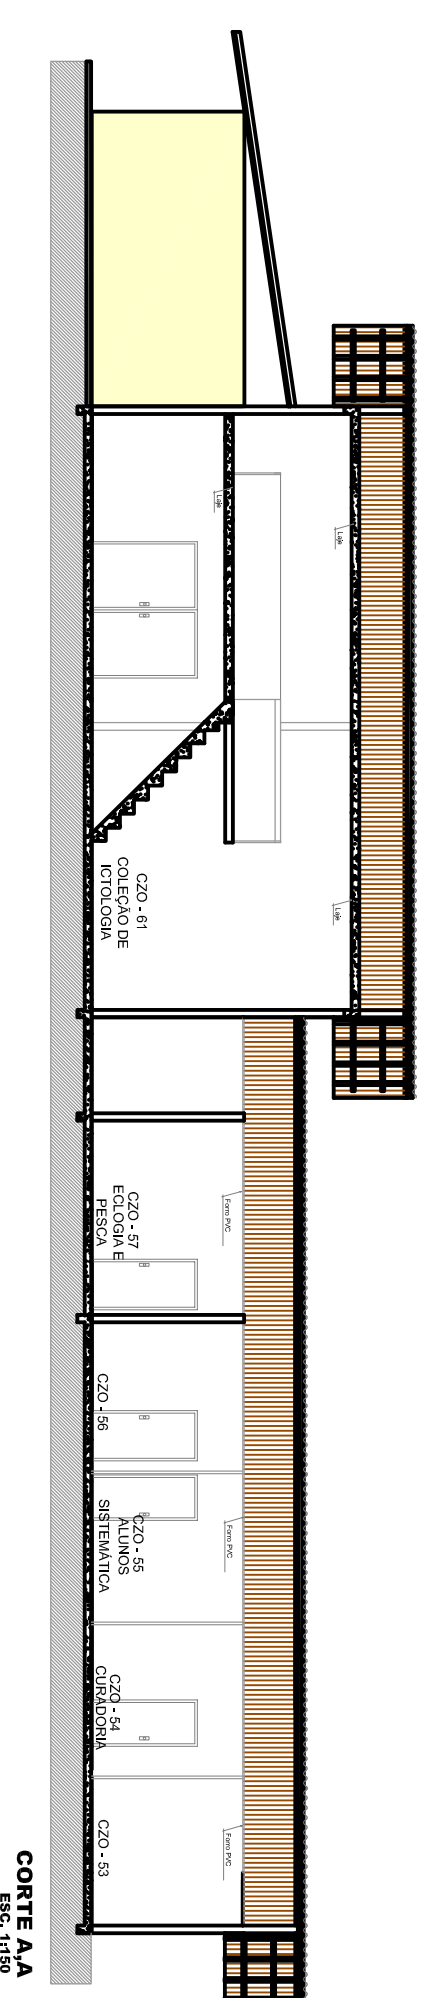 Laje
Laje
Laje
CZO - 61
COLEÇÃO DE
ICTOLOGIA
Forro PVC
CZO - 57
ECLOGIA E
PESCA
CZO - 56
Forro PVC
CZO - 55
ALUNOS
SISTEMÁTICA
CZO - 54
CURADORIA
Forro PVC
CZO - 53
CORTE A,A
ESC, 1:150